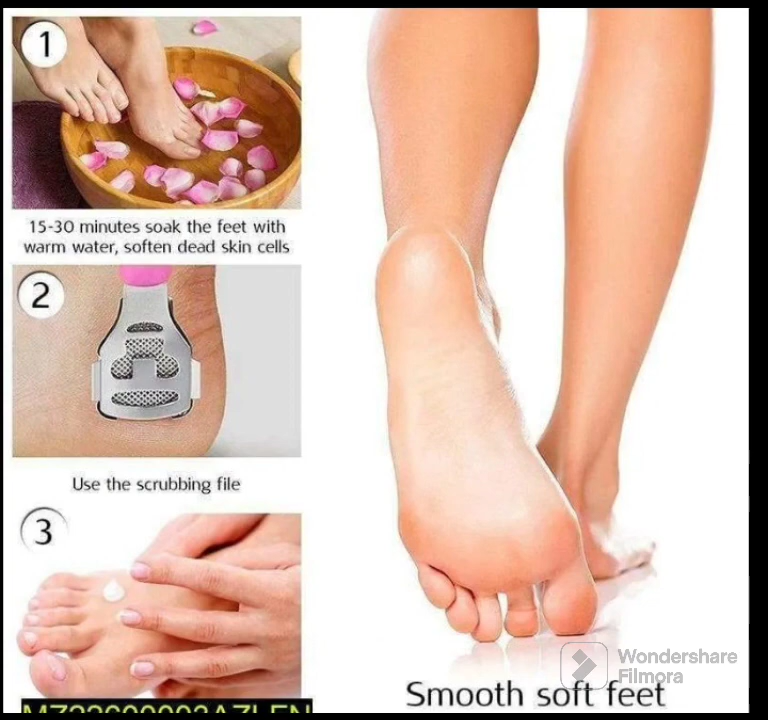 1
15-30 minutes soak the feet with
warm water, soften dead skin cells
2
Use the scrubbing file
3
Wondershare
Filmora
Smooth soft feet